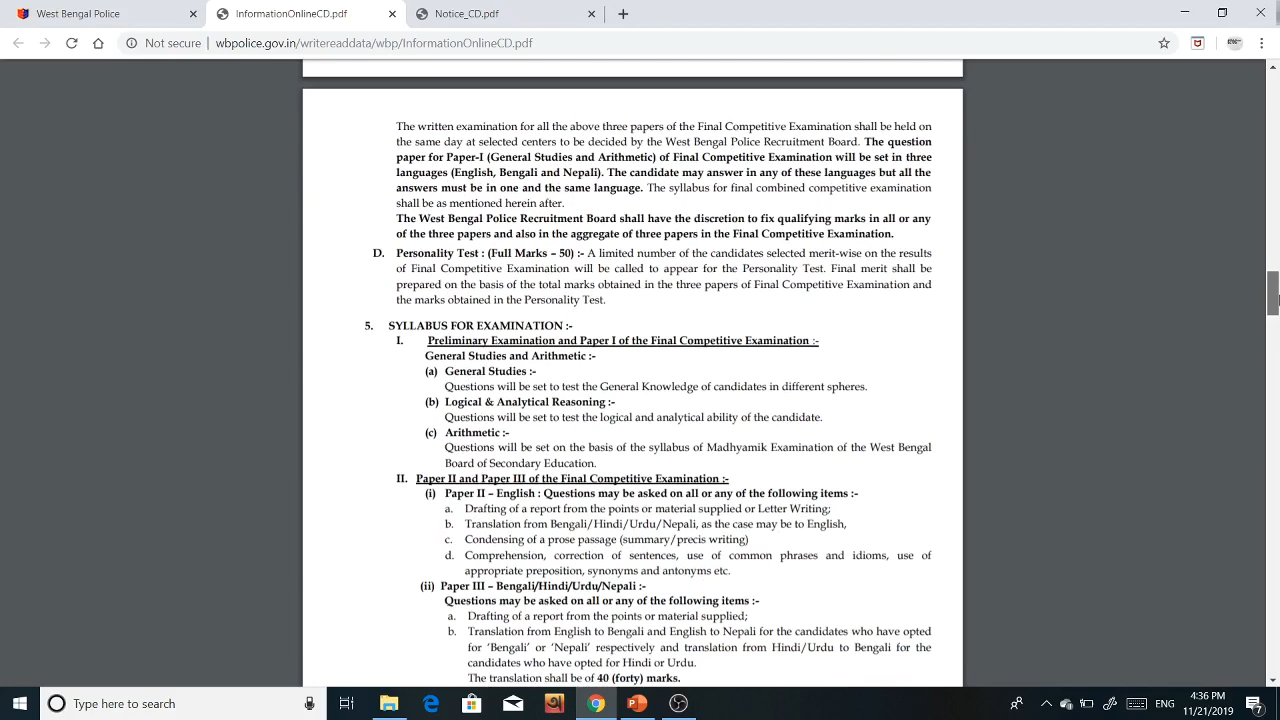 West Bengal Police
InformationOnlineCD.pdf
Notice_CD.pdf
Not secure
wbpolice.gov.in/writereaddata/wbp/InformationOnlineCD.pdf
The written examination for all the above three papers of the Final Competitive Examination shall be held on
the same day at selected centers to be decided by the West Bengal Police Recruitment Board. The question
paper for Paper-I (General Studies and Arithmetic) of Final Competitive Examination will be set in three
languages (English, Bengali and Nepali). The candidate may answer in any of these languages but all the
answers must be in one and the same language. The syllabus for final combined competitive examination
shall be as mentioned herein after.
The West Bengal Police Recruitment Board shall have the discretion to fix qualifying marks in all or any
of the three papers and also in the aggregate of three papers in the Final Competitive Examination.
D. Personality Test : (Full Marks – 50) :- A limited number of the candidates selected merit-wise on the results
of Final Competitive Examination will be called to appear for the Personality Test. Final merit shall be
prepared on the basis of the total marks obtained in the three papers of Final Competitive Examination and
the marks obtained in the Personality Test.
5. SYLLABUS FOR EXAMINATION :-
I. Preliminary Examination and Paper I of the Final Competitive Examination :-
General Studies and Arithmetic :-
(a) General Studies :-
Questions will be set to test the General Knowledge of candidates in different spheres.
(b) Logical & Analytical Reasoning :-
Questions will be set to test the logical and analytical ability of the candidate.
(c) Arithmetic :-
Questions will be set on the basis of the syllabus of Madhyamik Examination of the West Bengal
Board of Secondary Education.
II. Paper II and Paper III of the Final Competitive Examination :-
(i) Paper II – English : Questions may be asked on all or any of the following items :-
a. Drafting of a report from the points or material supplied or Letter Writing;
b. Translation from Bengali/Hindi/Urdu/Nepali, as the case may be to English,
c. Condensing of a prose passage (summary/precis writing)
d. Comprehension, correction of sentences, use of common phrases and idioms, use of
appropriate preposition, synonyms and antonyms etc.
(ii) Paper III – Bengali/Hindi/Urdu/Nepali :-
Questions may be asked on all or any of the following items :-
a. Drafting of a report from the points or material supplied;
b. Translation from English to Bengali and English to Nepali for the candidates who have opted
for ‘Bengali’ or ‘Nepali’ respectively and translation from Hindi/Urdu to Bengali for the
candidates who have opted for Hindi or Urdu.
The translation shall be of 40 (forty) marks.
Type here to search
4:36 PM
11/21/2019